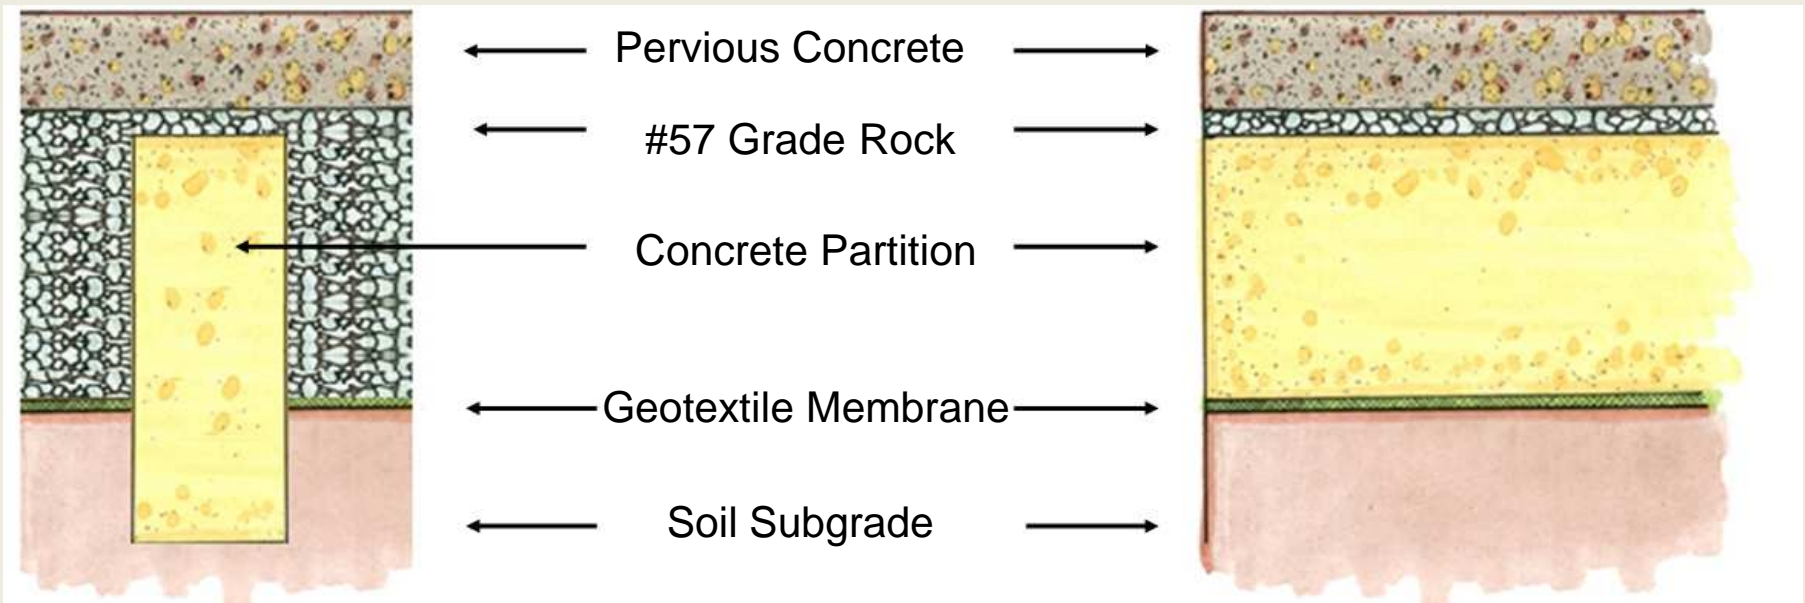 Pervious Concrete
#57 Grade Rock
Concrete Partition
Geotextile Membrane
Soil Subgrade